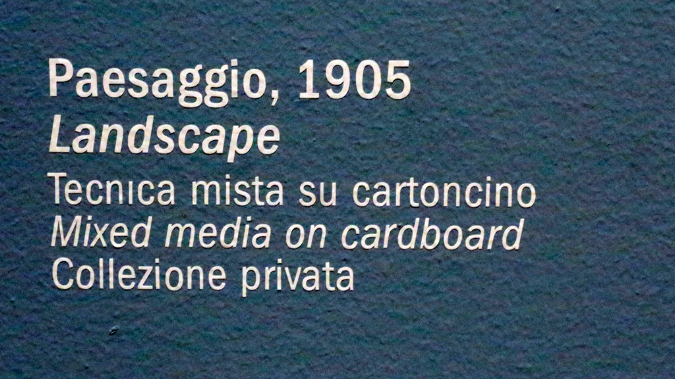 Paesaggio, 1905
Landscape
Tecnica mista su cartoncino
Mixed media on cardboard
Collezione privata